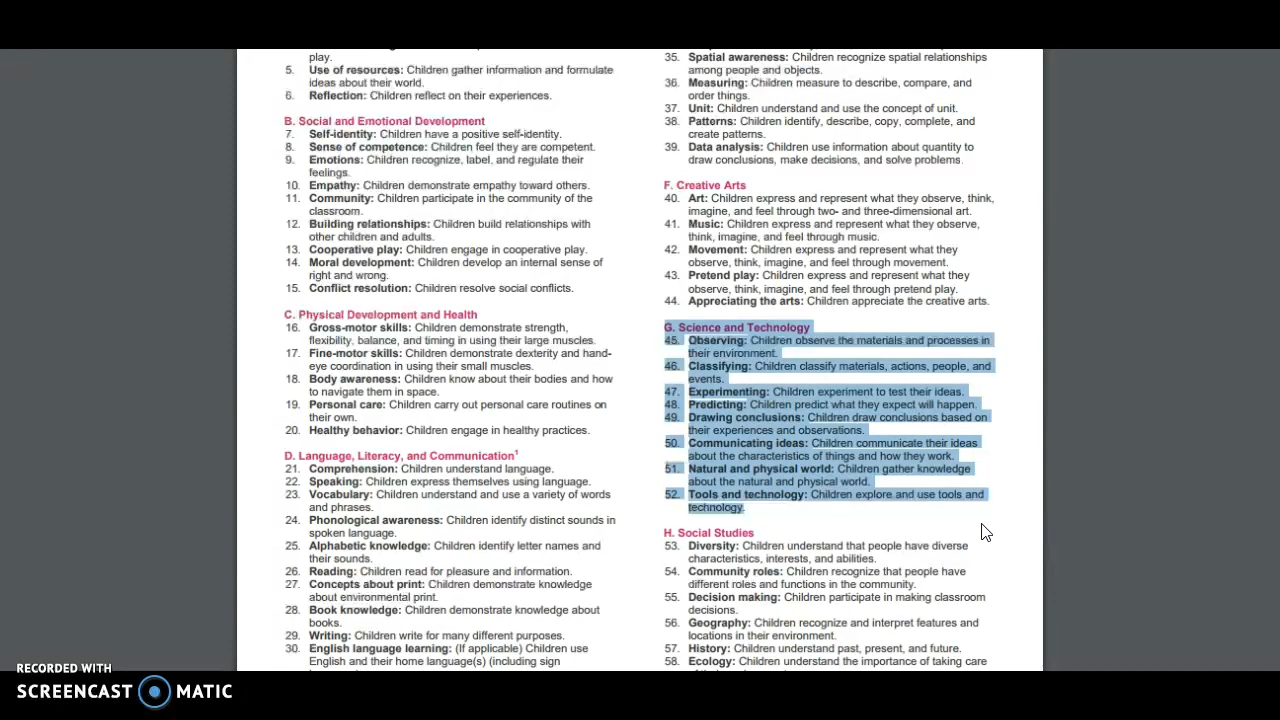 play.
5. Use of resources: Children gather information and formulate
ideas about their world.
6. Reflection: Children reflect on their experiences.
B. Social and Emotional Development
7. Self-identity: Children have a positive self-identity.
8. Sense of competence: Children feel they are competent.
9. Emotions: Children recognize, label, and regulate their
feelings.
10. Empathy: Children demonstrate empathy toward others.
11. Community: Children participate in the community of the
classroom.
12. Building relationships: Children build relationships with
other children and adults.
13. Cooperative play: Children engage in cooperative play.
14. Moral development: Children develop an internal sense of
right and wrong.
15. Conflict resolution: Children resolve social conflicts.
C. Physical Development and Health
16. Gross-motor skills: Children demonstrate strength,
flexibility, balance, and timing in using their large muscles.
17. Fine-motor skills: Children demonstrate dexterity and hand-
eye coordination in using their small muscles.
18. Body awareness: Children know about their bodies and how
to navigate them in space.
19. Personal care: Children carry out personal care routines on
their own.
20. Healthy behavior: Children engage in healthy practices.
D. Language, Literacy, and Communication¹
21. Comprehension: Children understand language.
22. Speaking: Children express themselves using language.
23. Vocabulary: Children understand and use a variety of words
and phrases.
24. Phonological awareness: Children identify distinct sounds in
spoken language.
25. Alphabetic knowledge: Children identify letter names and
their sounds.
26. Reading: Children read for pleasure and information.
27. Concepts about print: Children demonstrate knowledge
about environmental print.
28. Book knowledge: Children demonstrate knowledge about
books.
29. Writing: Children write for many different purposes.
30. English language learning: (If applicable) Children use
English and their home language(s) (including sign
35. Spatial awareness: Children recognize spatial relationships
among people and objects.
36. Measuring: Children measure to describe, compare, and
order things.
37. Unit: Children understand and use the concept of unit.
38. Patterns: Children identify, describe, copy, complete, and
create patterns.
39. Data analysis: Children use information about quantity to
draw conclusions, make decisions, and solve problems.
F. Creative Arts
40. Art: Children express and represent what they observe, think,
imagine, and feel through two- and three-dimensional art.
41. Music: Children express and represent what they observe,
think, imagine, and feel through music.
42. Movement: Children express and represent what they
observe, think, imagine, and feel through movement.
43. Pretend play: Children express and represent what they
observe, think, imagine, and feel through pretend play.
44. Appreciating the arts: Children appreciate the creative arts.
G. Science and Technology
45. Observing: Children observe the materials and processes in
their environment.
46. Classifying: Children classify materials, actions, people, and
events.
47. Experimenting: Children experiment to test their ideas.
48. Predicting: Children predict what they expect will happen.
49. Drawing conclusions: Children draw conclusions based on
their experiences and observations.
50. Communicating ideas: Children communicate their ideas
about the characteristics of things and how they work.
51. Natural and physical world: Children gather knowledge
about the natural and physical world.
52. Tools and technology: Children explore and use tools and
technology.
H. Social Studies
53. Diversity: Children understand that people have diverse
characteristics, interests, and abilities.
54. Community roles: Children recognize that people have
different roles and functions in the community.
55. Decision making: Children participate in making classroom
decisions.
56. Geography: Children recognize and interpret features and
locations in their environment.
57. History: Children understand past, present, and future.
58. Ecology: Children understand the importance of taking care
RECORDED WITH
SCREENCAST MATIC